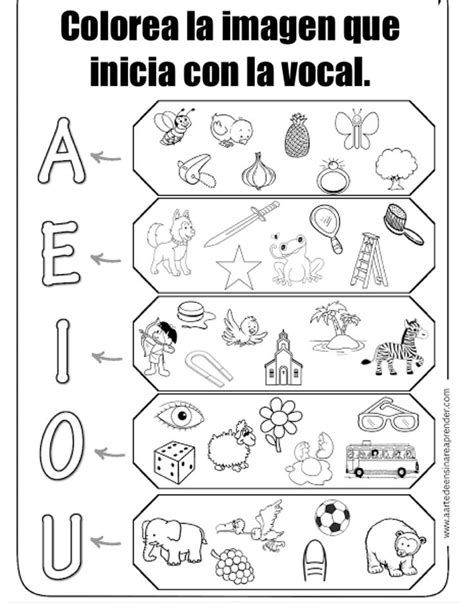 Colorea la imagen que
inicia con la vocal.
A
E
I
O
U
www.aartedeensinareaprender.com